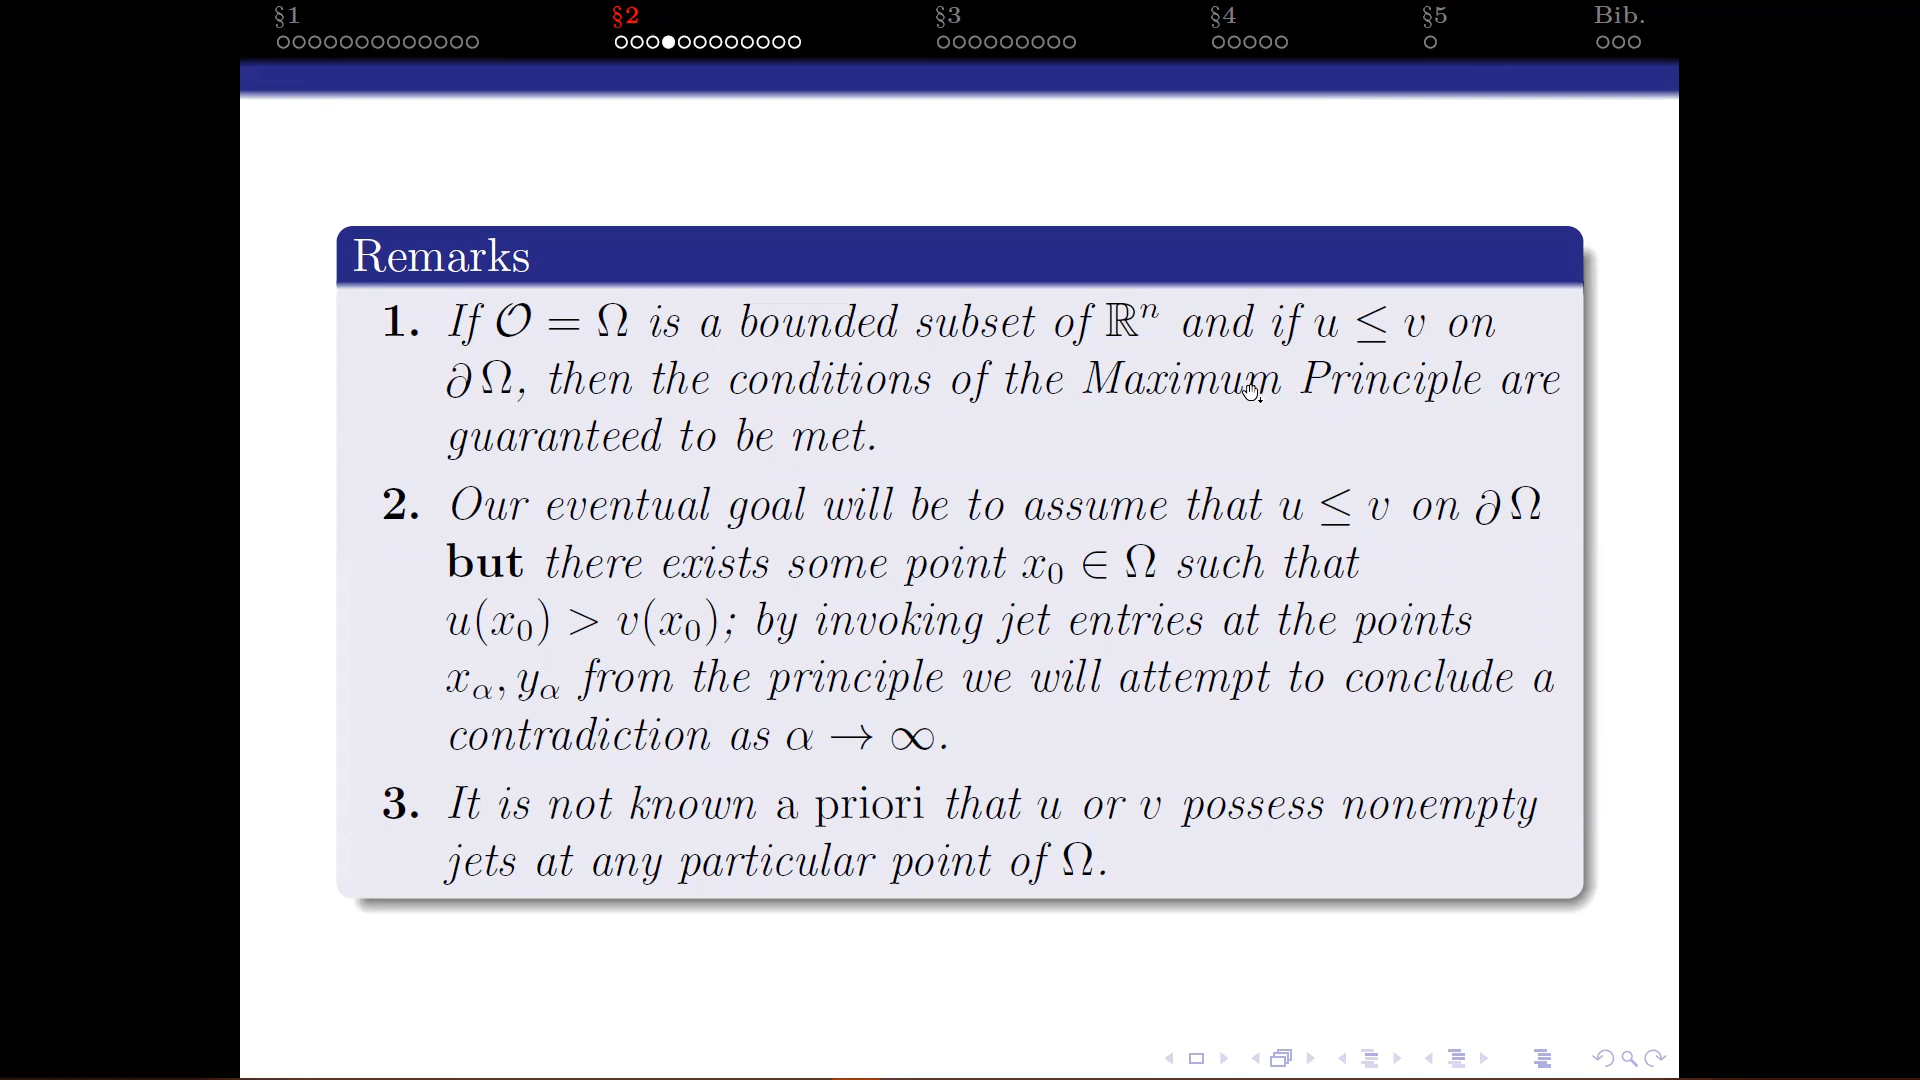 §1 §2 §3 §4 §5 Bib.
Remarks
1. If 𝒪 = Ω is a bounded subset of ℝⁿ and if u ≤ v on
∂Ω, then the conditions of the Maximum Principle are
guaranteed to be met.
2. Our eventual goal will be to assume that u ≤ v on ∂Ω
but there exists some point x₀ ∈ Ω such that
u(x₀) > v(x₀); by invoking jet entries at the points
x_α, y_α from the principle we will attempt to conclude a
contradiction as α → ∞.
3. It is not known a priori that u or v possess nonempty
jets at any particular point of Ω.